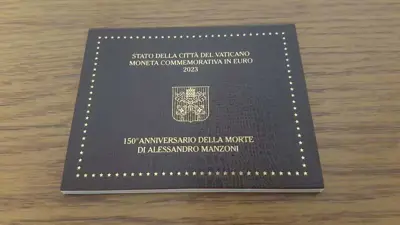 STATO DELLA CITTÀ DEL VATICANO
MONETA COMMEMORATIVA IN EURO
2023
150° ANNIVERSARIO DELLA MORTE
DI ALESSANDRO MANZONI